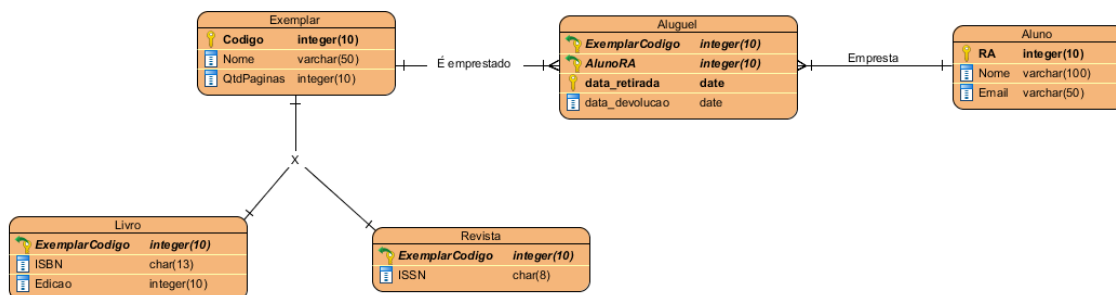 Exemplar
Codigo integer(10)
Nome varchar(50)
QtdPaginas integer(10)
É emprestado
Aluguel
ExemplarCodigo integer(10)
AlunoRA integer(10)
data_retirada date
data_devolucao date
Empresta
Aluno
RA integer(10)
Nome varchar(100)
Email varchar(50)
X
Livro
ExemplarCodigo integer(10)
ISBN char(13)
Edicao integer(10)
Revista
ExemplarCodigo integer(10)
ISSN char(8)